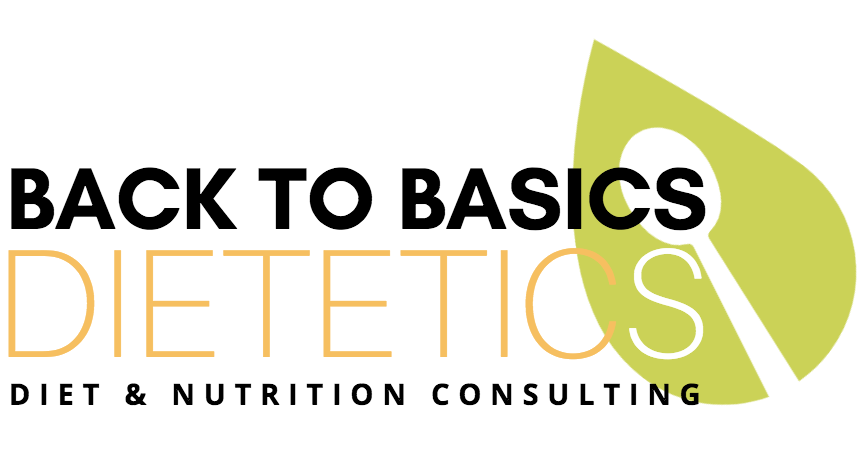 BACK TO BASICS
DIETETICS
DIET & NUTRITION CONSULTING